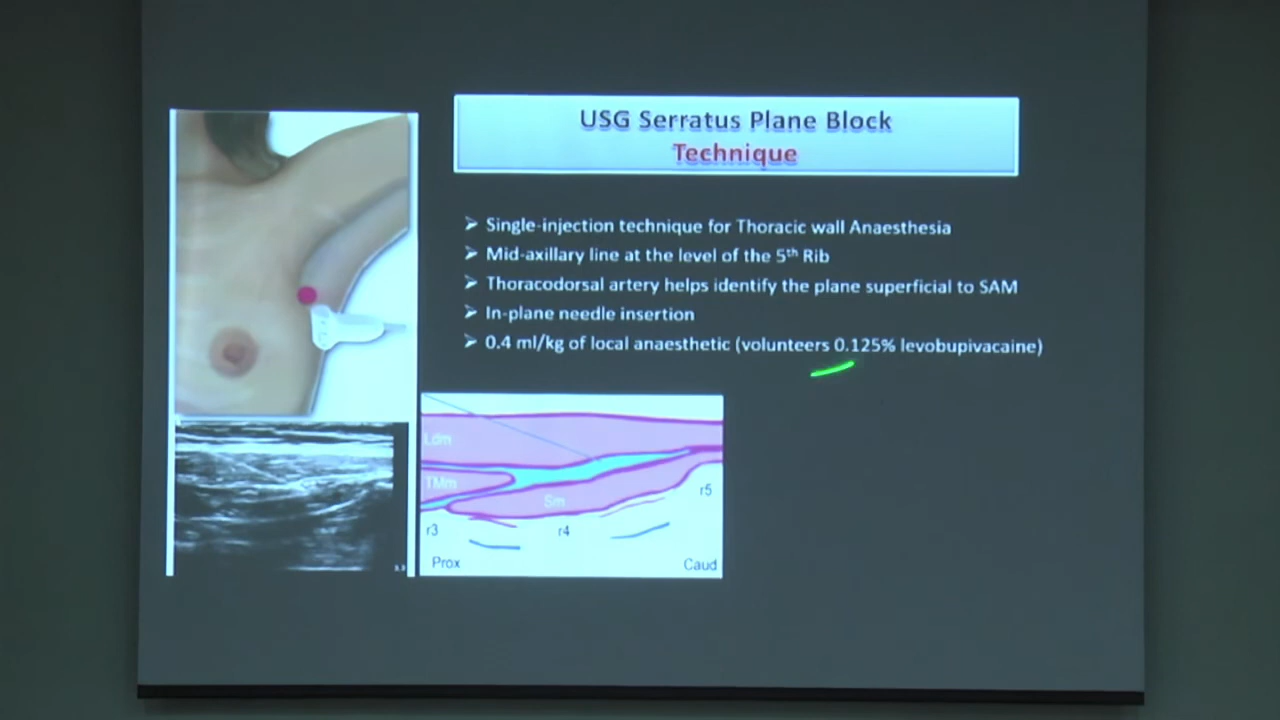 USG Serratus Plane Block
Technique
➢ Single-injection technique for Thoracic wall Anaesthesia
➢ Mid-axillary line at the level of the 5th Rib
➢ Thoracodorsal artery helps identify the plane superficial to SAM
➢ In-plane needle insertion
➢ 0.4 ml/kg of local anaesthetic (volunteers 0.125% levobupivacaine)
Ldm
TMm
Sm
r5
r3
r4
Prox
Caud